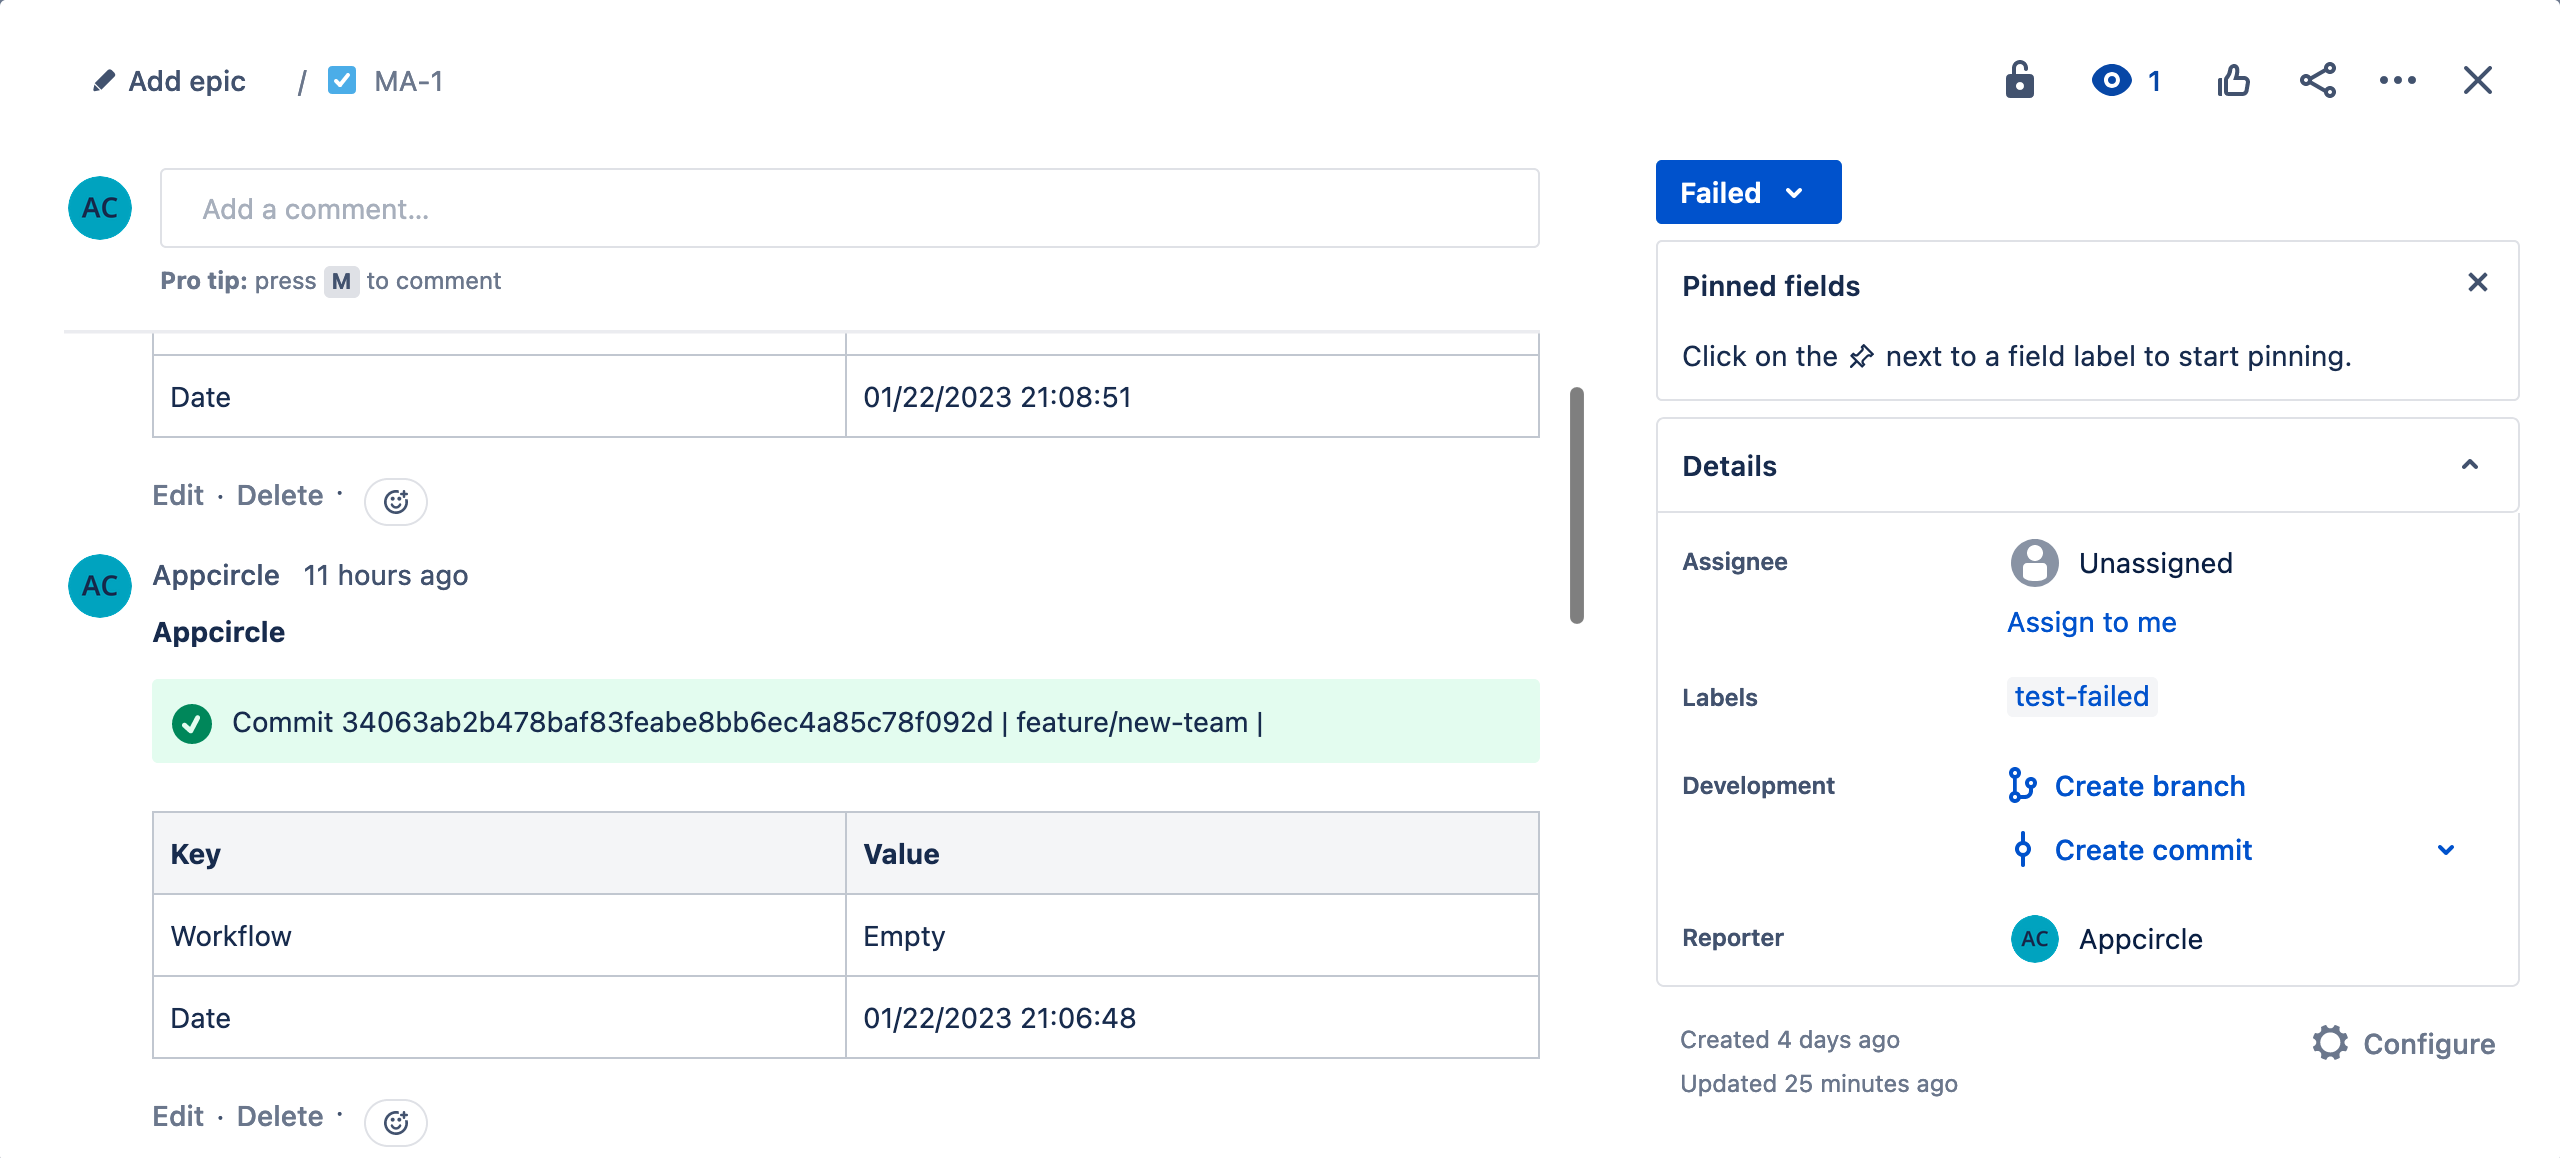 Add epic / MA-1
1
AC
Add a comment...
Pro tip: press M to comment
Date 01/22/2023 21:08:51
Edit · Delete ·
AC
Appcircle 11 hours ago
Appcircle
Commit 34063ab2b478baf83feabe8bb6ec4a85c78f092d | feature/new-team |
Key Value
Workflow Empty
Date 01/22/2023 21:06:48
Edit · Delete ·
Failed
Pinned fields
Click on the next to a field label to start pinning.
Details
Assignee Unassigned
Assign to me
Labels test-failed
Development Create branch
Create commit
Reporter AC Appcircle
Created 4 days ago
Updated 25 minutes ago
Configure